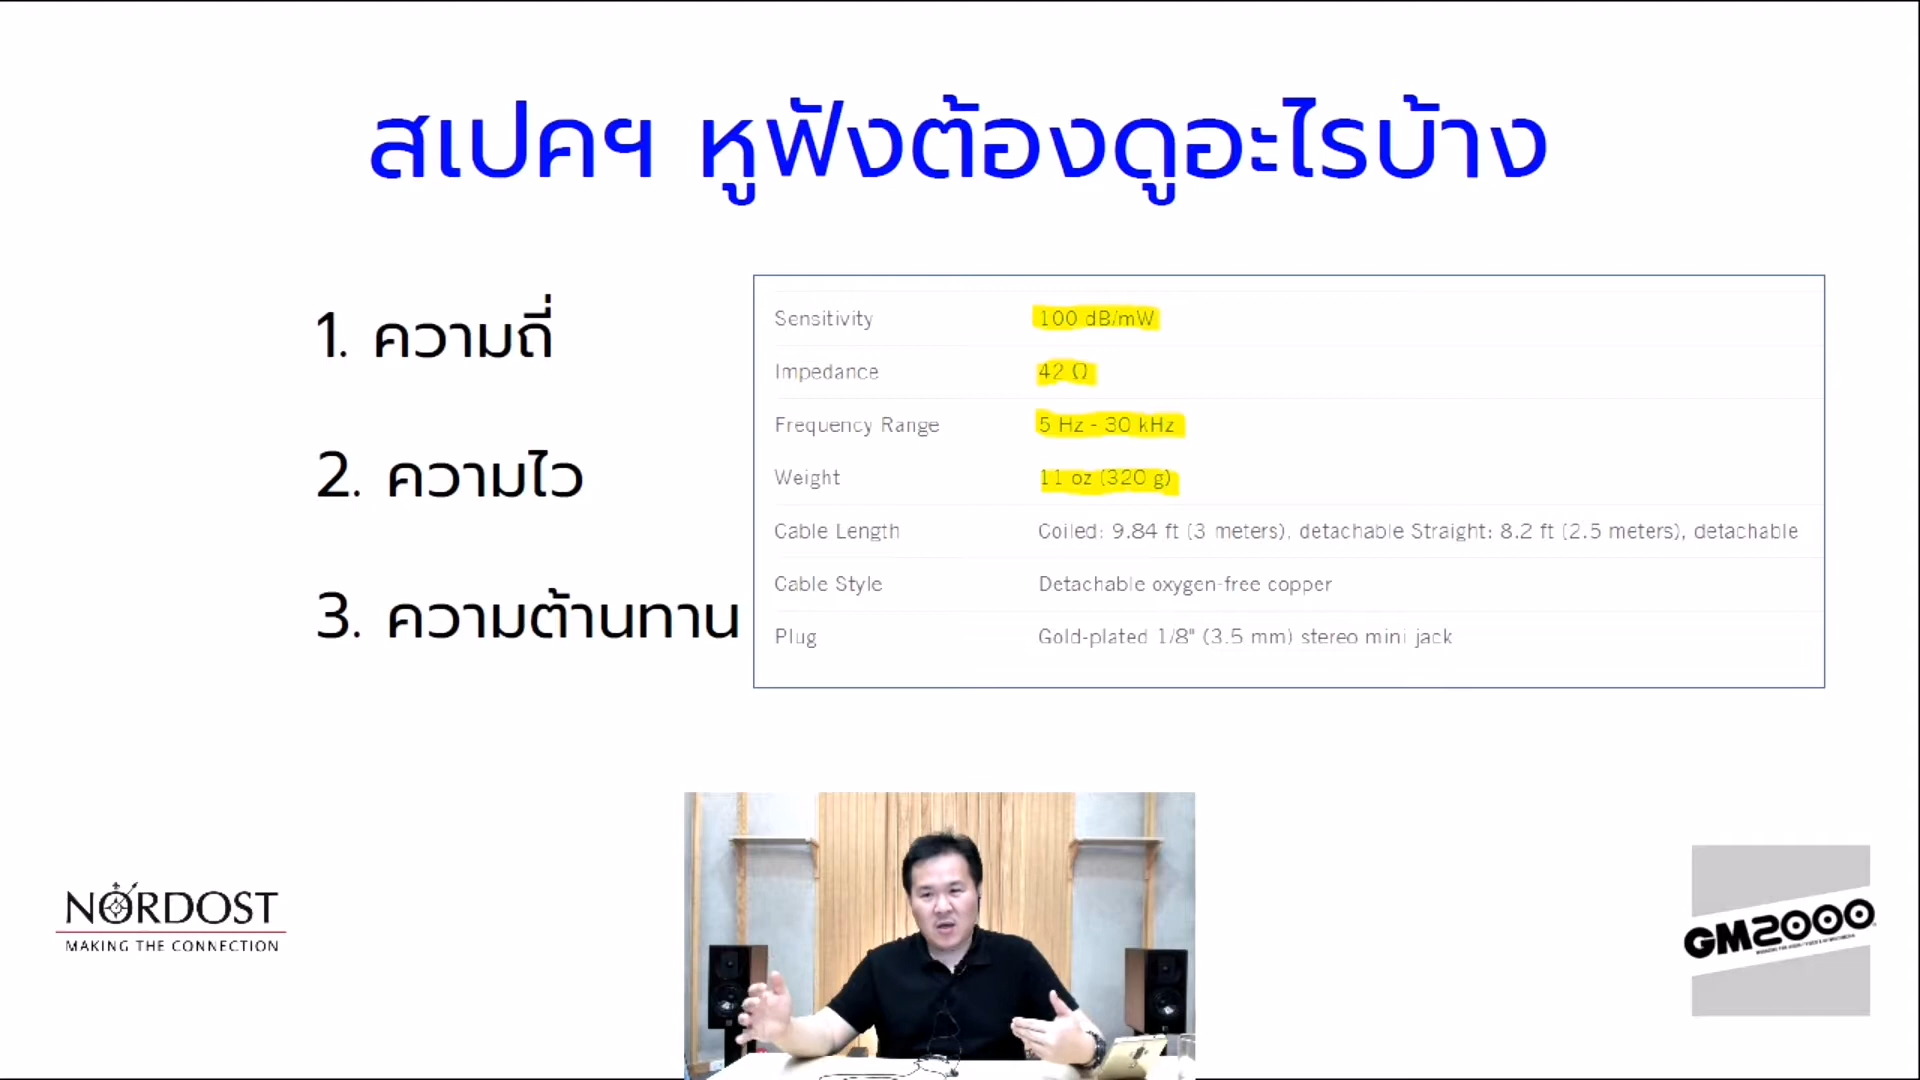 สเปคฯ หูฟังต้องดูอะไรบ้าง
1. ความถี่
2. ความไว
3. ความต้านทาน
Sensitivity 100 dB/mW
Impedance 42 Ω
Frequency Range 5 Hz - 30 kHz
Weight 11 oz (320 g)
Cable Length Coiled: 9.84 ft (3 meters), detachable Straight: 8.2 ft (2.5 meters), detachable
Cable Style Detachable oxygen-free copper
Plug Gold-plated 1/8" (3.5 mm) stereo mini jack
NORDOST
MAKING THE CONNECTION
GM2000